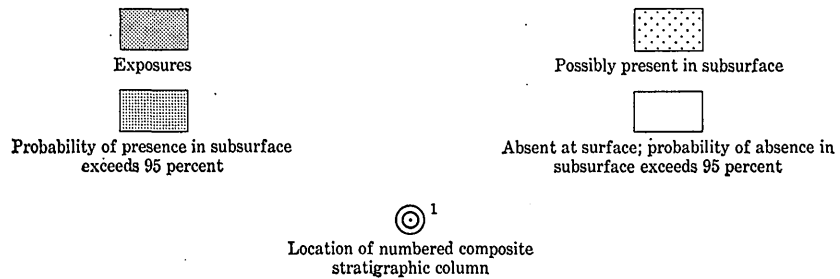 Exposures
Possibly present in subsurface
Probability of presence in subsurface
exceeds 95 percent
Absent at surface; probability of absence in
subsurface exceeds 95 percent
1
Location of numbered composite
stratigraphic column